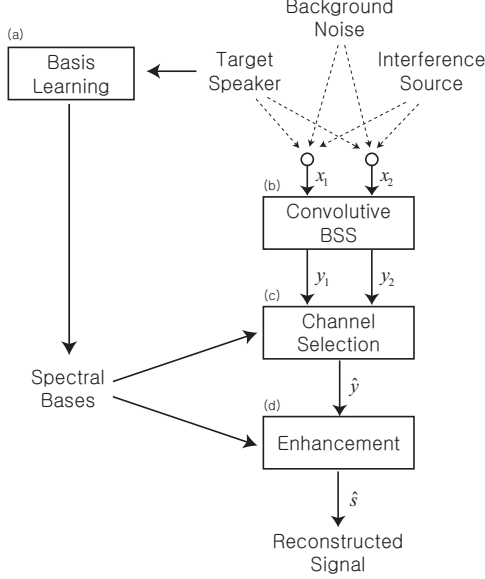 Background
Noise
(a)
Basis
Learning
Target
Speaker
Interference
Source
x1
x2
(b)
Convolutive
BSS
y1
y2
(c)
Channel
Selection
Spectral
Bases
ŷ
(d)
Enhancement
ŝ
Reconstructed
Signal